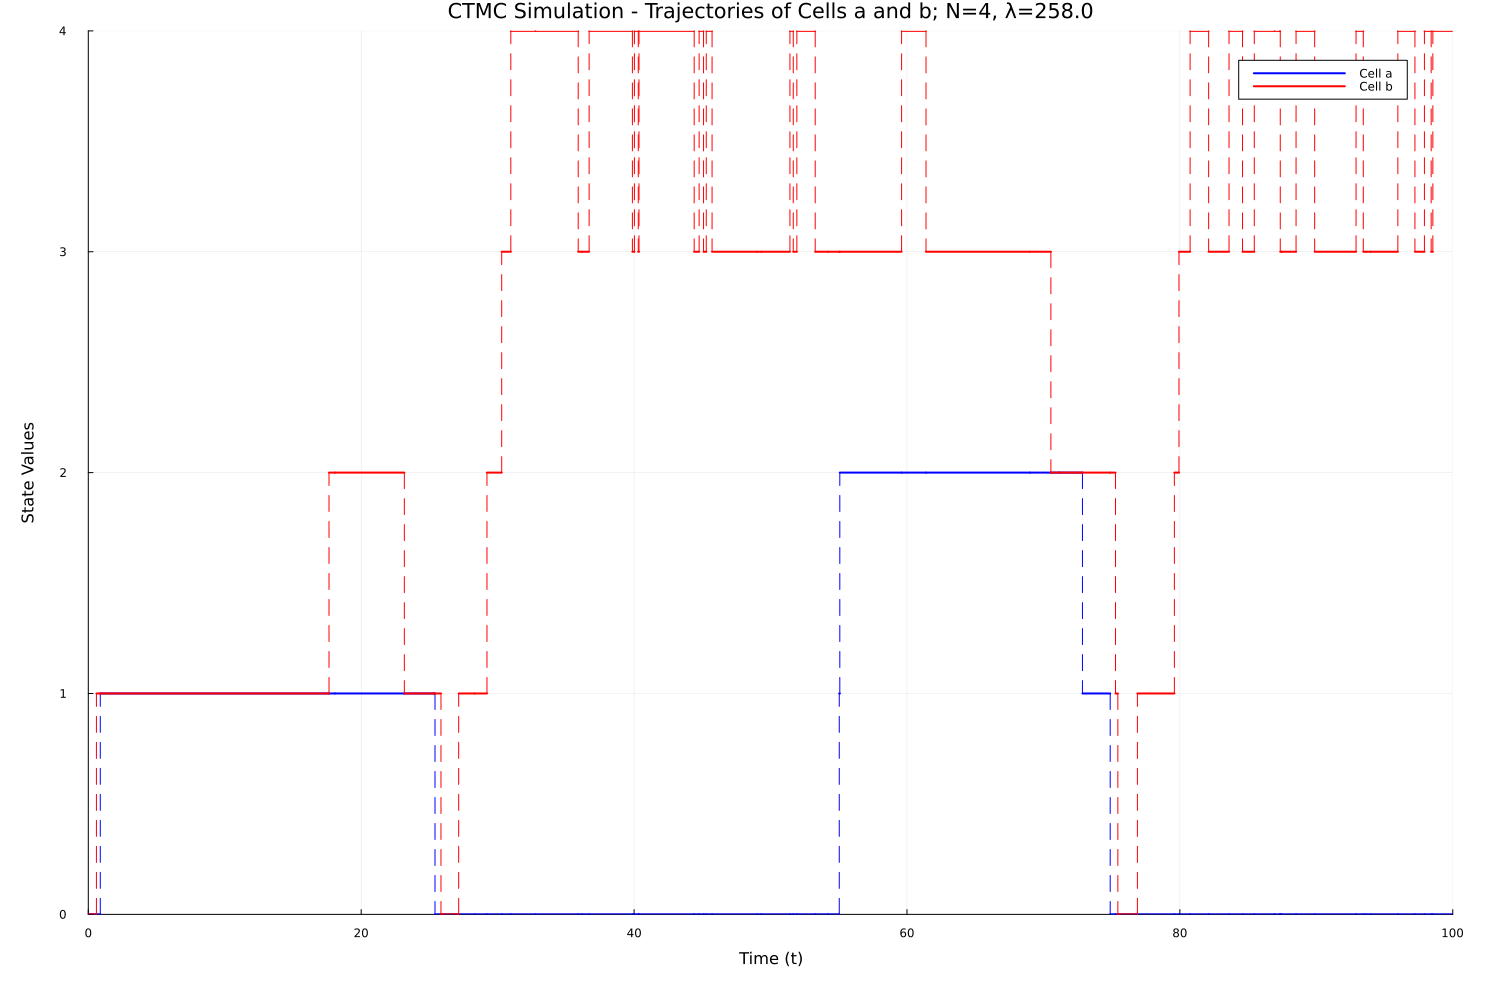 CTMC Simulation - Trajectories of Cells a and b; N=4, λ=258.0
4
Cell a
Cell b
3
State Values
2
1
0
0 20 40 60 80 100
Time (t)